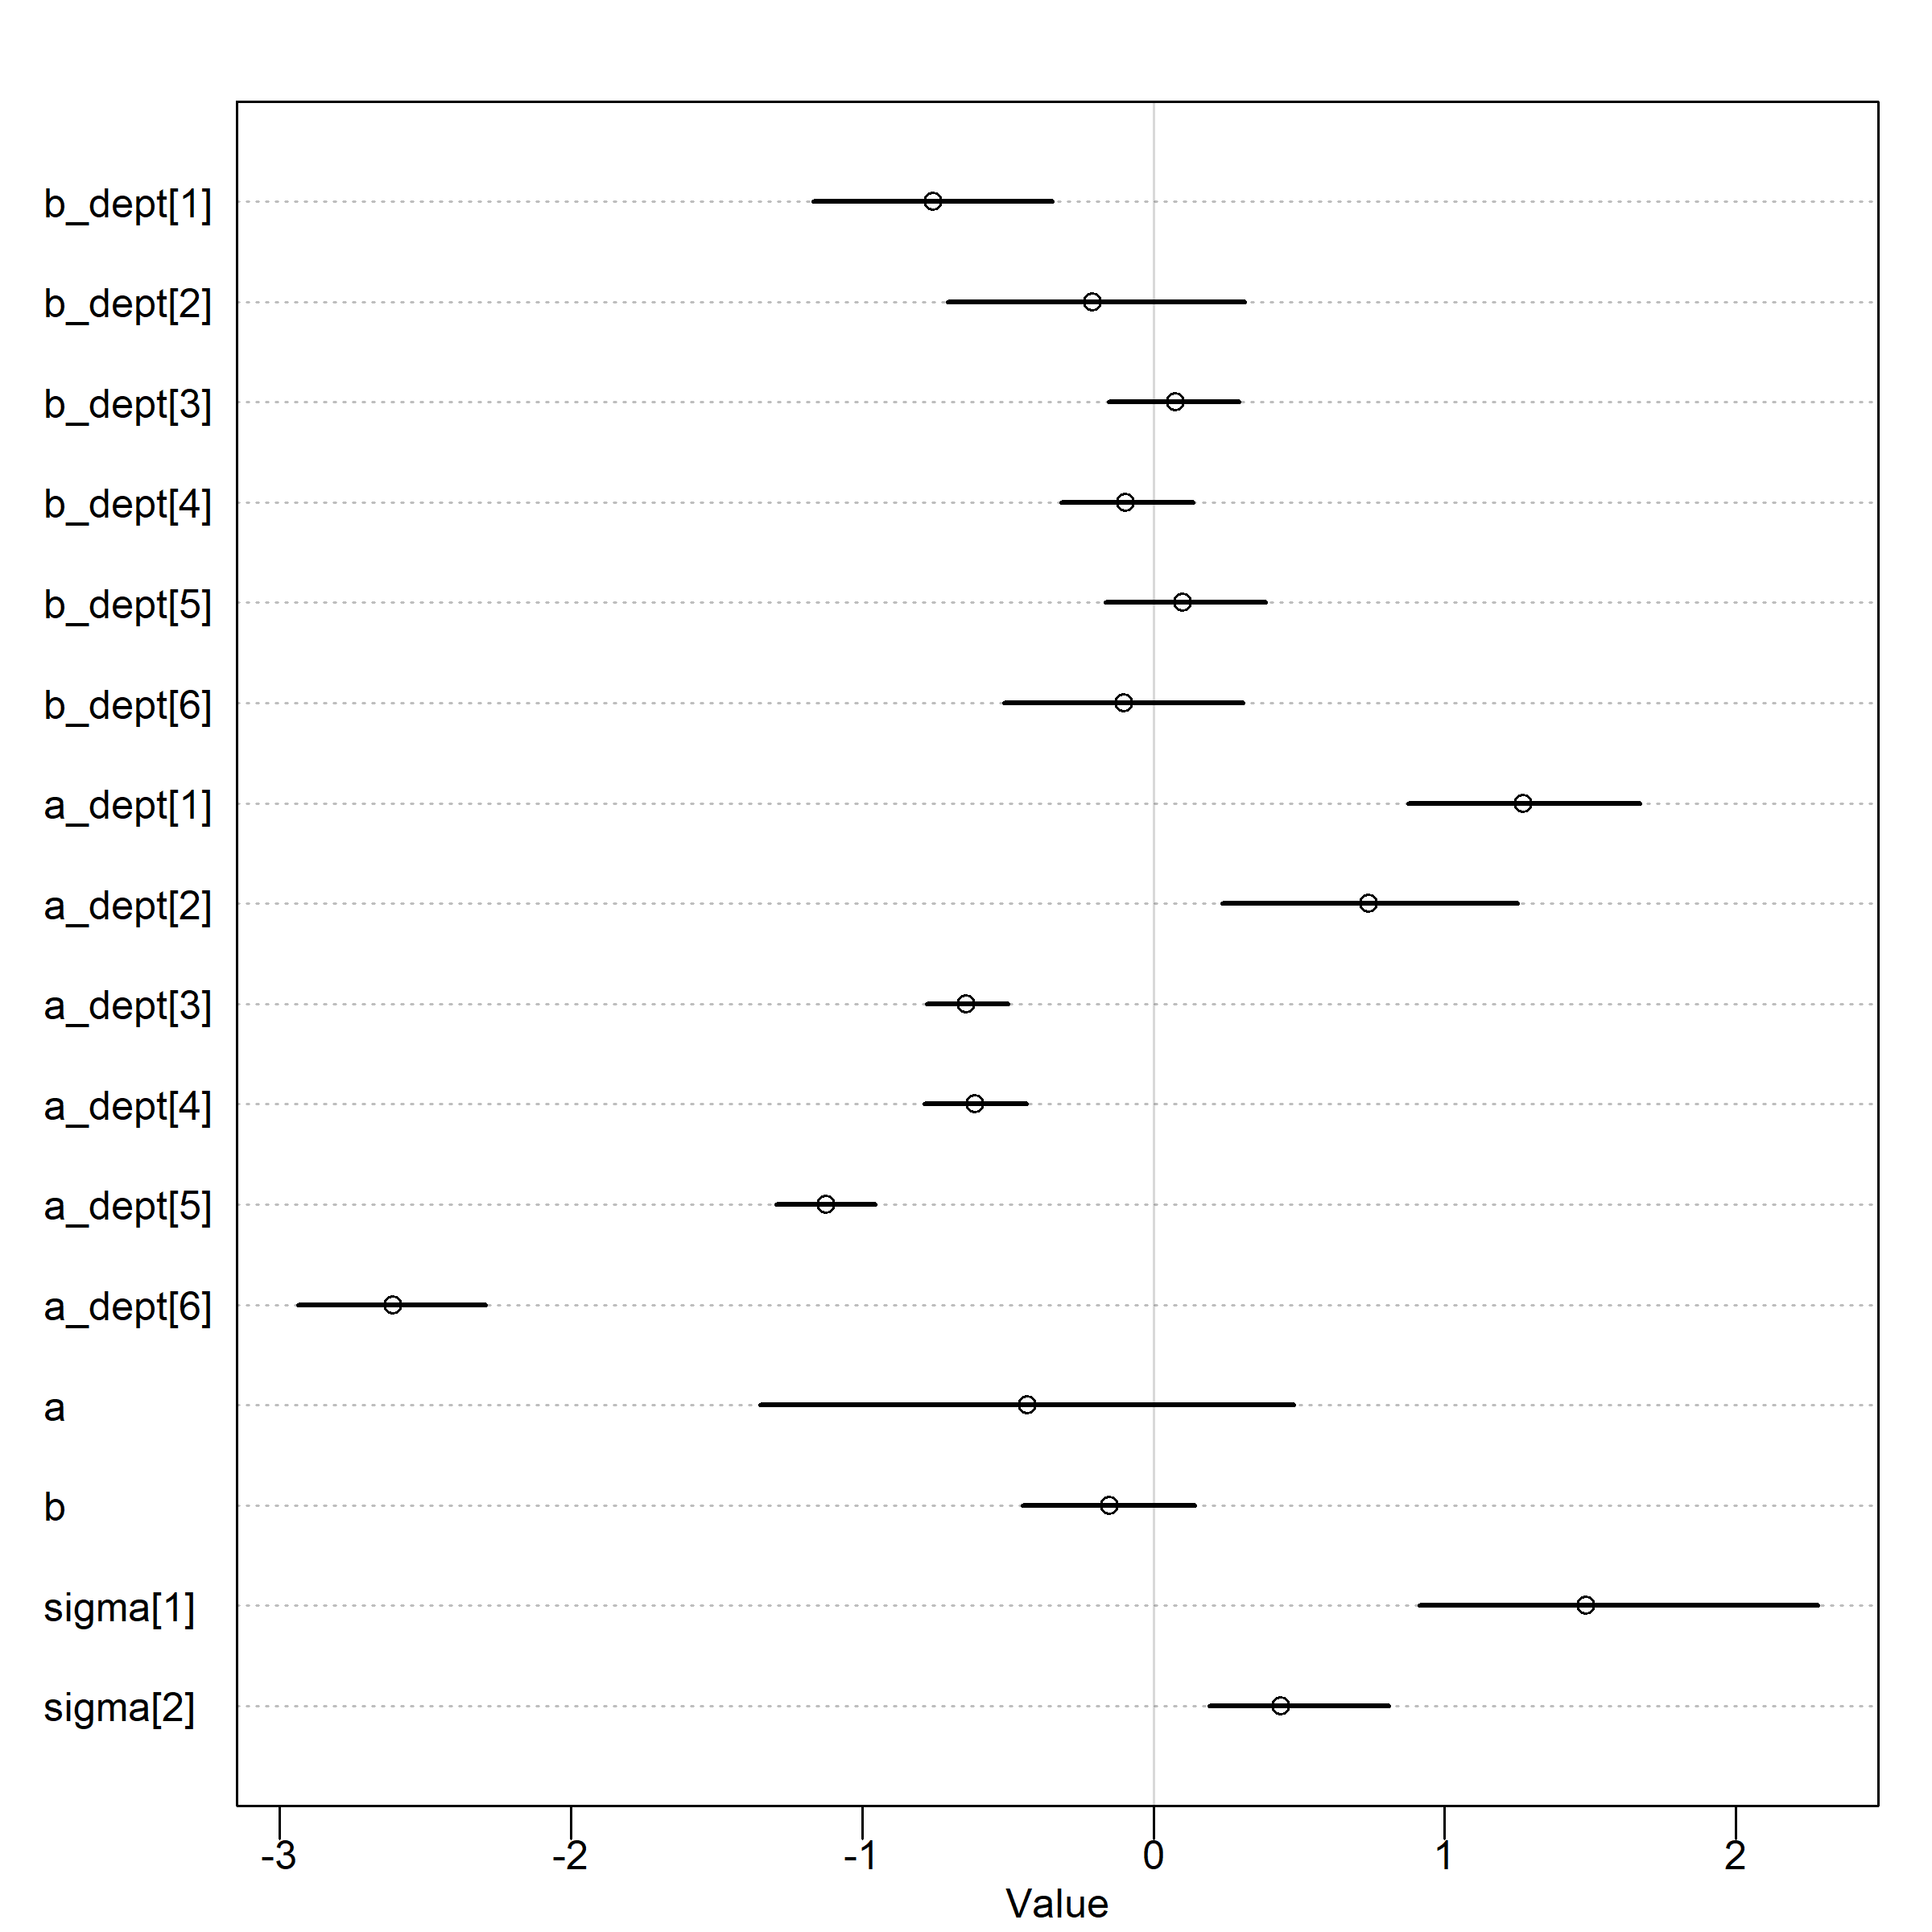 b_dept[1]
b_dept[2]
b_dept[3]
b_dept[4]
b_dept[5]
b_dept[6]
a_dept[1]
a_dept[2]
a_dept[3]
a_dept[4]
a_dept[5]
a_dept[6]
a
b
sigma[1]
sigma[2]
-3 -2 -1 0 1 2
Value